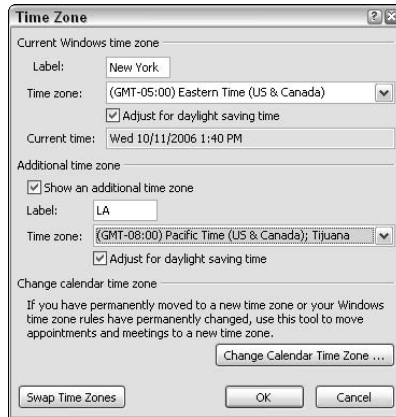 Time Zone
Current Windows time zone
Label: New York
Time zone: (GMT-05:00) Eastern Time (US & Canada)
Adjust for daylight saving time
Current time: Wed 10/11/2006 1:40 PM
Additional time zone
Show an additional time zone
Label: LA
Time zone: (GMT-08:00) Pacific Time (US & Canada); Tijuana
Adjust for daylight saving time
Change calendar time zone
If you have permanently moved to a new time zone or your Windows
time zone rules have permanently changed, use this tool to move
appointments and meetings to a new time zone.
Change Calendar Time Zone ...
Swap Time Zones OK Cancel